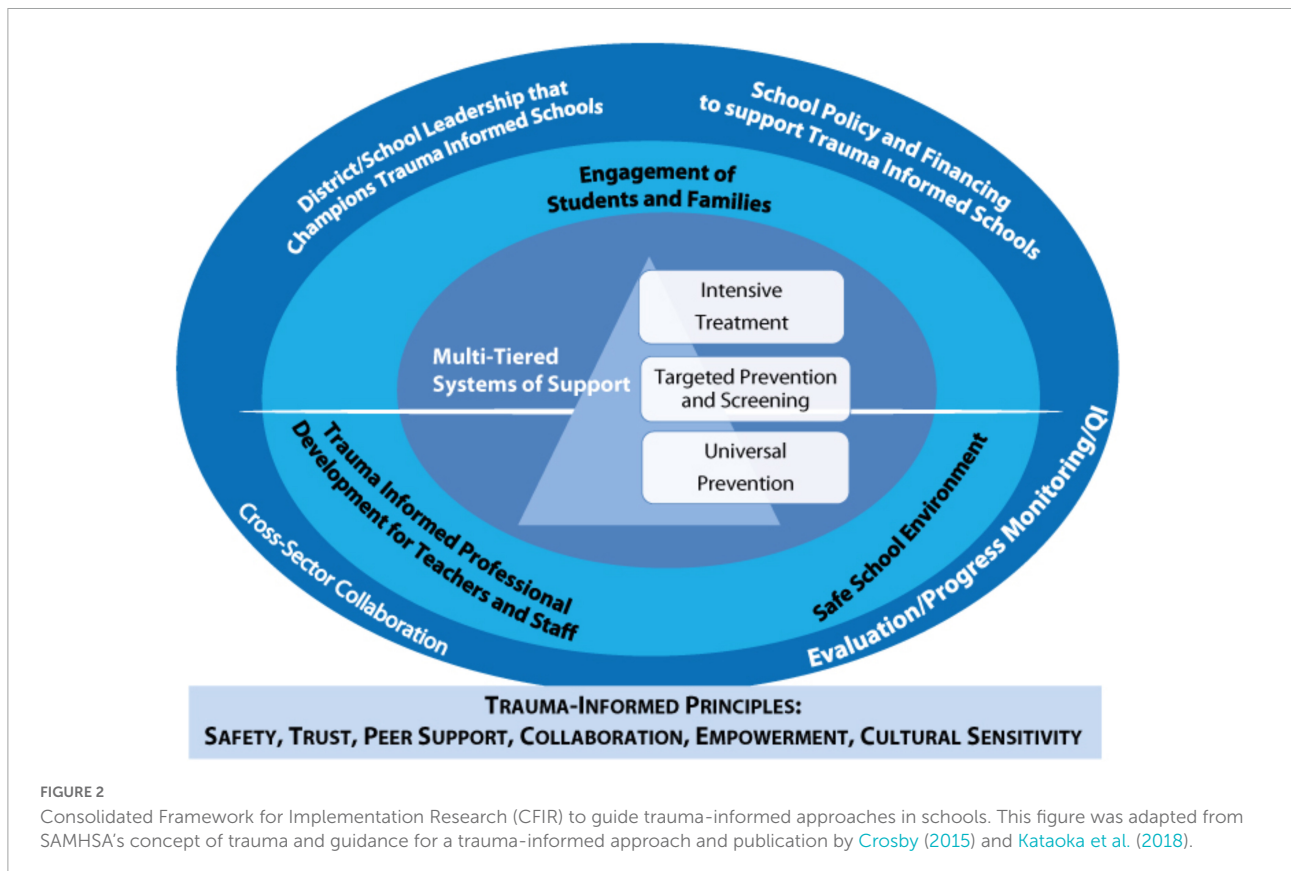 District/School Leadership that
Champions Trauma Informed Schools
School Policy and Financing
to support Trauma Informed Schools
Engagement of
Students and Families
Intensive
Treatment
Multi-Tiered
Systems of Support
Targeted Prevention
and Screening
Universal
Prevention
Trauma Informed Professional
Development for Teachers and Staff
Safe School Environment
Cross-Sector Collaboration
Evaluation/Progress Monitoring/QI
TRAUMA-INFORMED PRINCIPLES:
SAFETY, TRUST, PEER SUPPORT, COLLABORATION, EMPOWERMENT, CULTURAL SENSITIVITY
FIGURE 2
Consolidated Framework for Implementation Research (CFIR) to guide trauma-informed approaches in schools. This figure was adapted from
SAMHSA's concept of trauma and guidance for a trauma-informed approach and publication by Crosby (2015) and Kataoka et al. (2018).